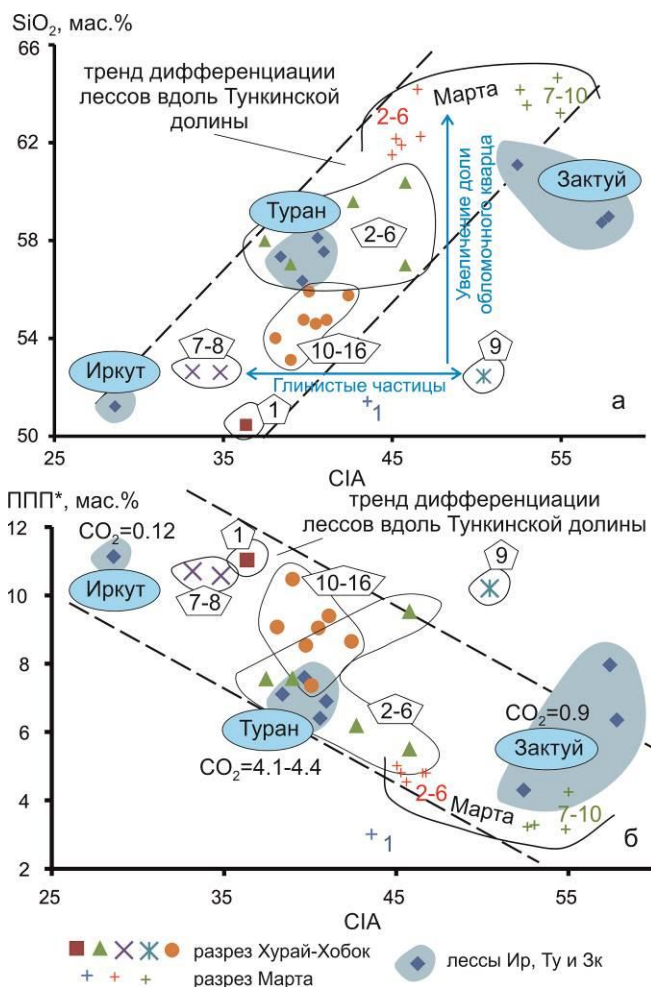 SiO₂, мас.%
66
62
58
54
50
тренд дифференциации
лессов вдоль Тункинской
долины
Марта
2-6
7-10
Туран
Зактуй
2-6
Увеличение доли
обломочного кварца
7-8
10-16
9
Иркут
Глинистые частицы
1
1
а
25
35
45
55
CIA
ППП*, мас.%
12
10
8
6
4
2
CO₂=0.12
тренд дифференциации
лессов вдоль Тункинской долины
1
9
10-16
Иркут
7-8
2-6
CO₂=0.9
Туран
Зактуй
CO₂=4.1-4.4
2-6
Марта
7-10
1
б
25
35
45
55
CIA
разрез Хурай-Хобок
лессы Ир, Ту и Зк
разрез Марта